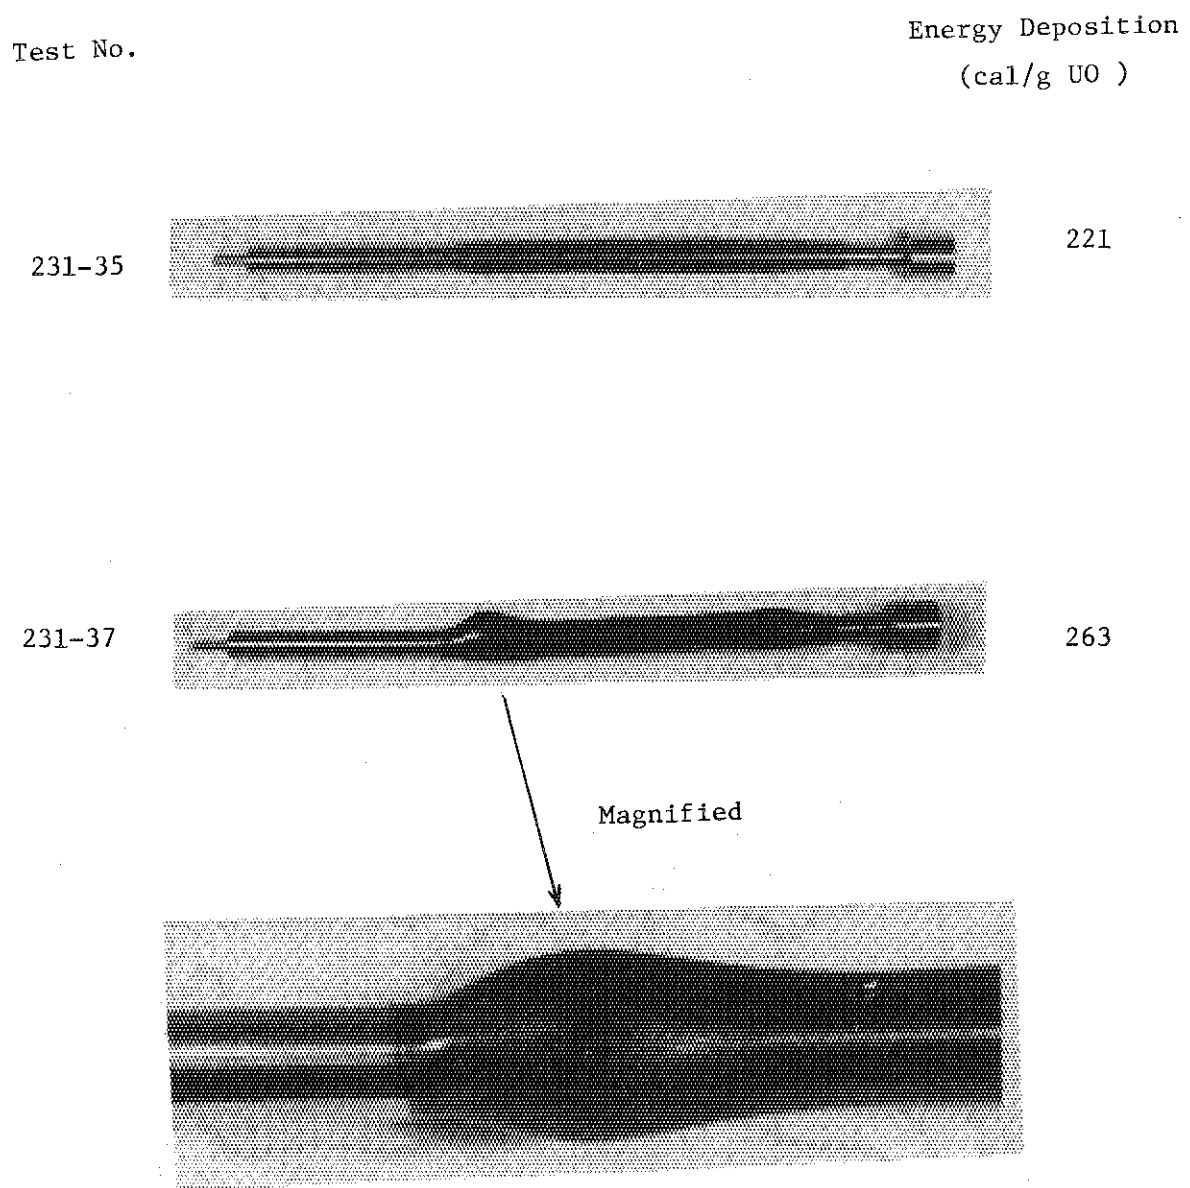 Test No.
Energy Deposition
(cal/g UO )
231-35
221
231-37
263
Magnified